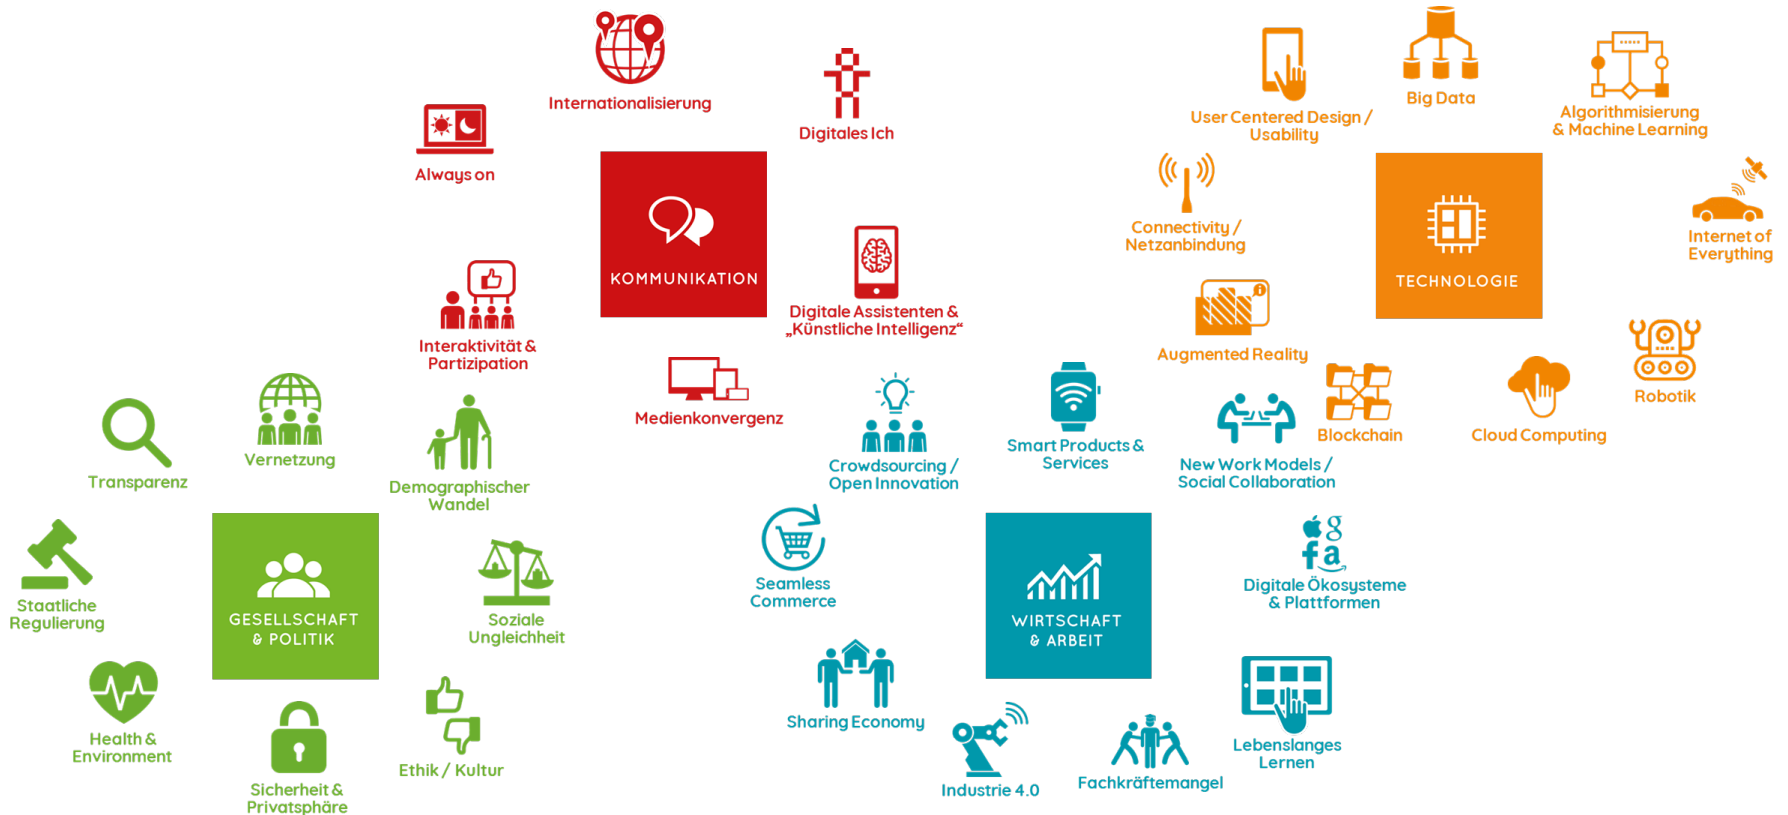 Internationalisierung
Digitales Ich
Always on
KOMMUNIKATION
Digitale Assistenten &
„Künstliche Intelligenz“
Interaktivität &
Partizipation
Medienkonvergenz
User Centered Design /
Usability
Big Data
Algorithmisierung
& Machine Learning
Connectivity /
Netzanbindung
TECHNOLOGIE
Internet of
Everything
Augmented Reality
Blockchain
Cloud Computing
Robotik
Transparenz
Vernetzung
Demographischer
Wandel
Staatliche
Regulierung
GESELLSCHAFT
& POLITIK
Soziale
Ungleichheit
Health &
Environment
Sicherheit &
Privatsphäre
Ethik / Kultur
Crowdsourcing /
Open Innovation
Smart Products &
Services
New Work Models /
Social Collaboration
Seamless
Commerce
WIRTSCHAFT
& ARBEIT
g
f a
Digitale Ökosysteme
& Plattformen
Sharing Economy
Industrie 4.0
Fachkräftemangel
Lebenslanges
Lernen